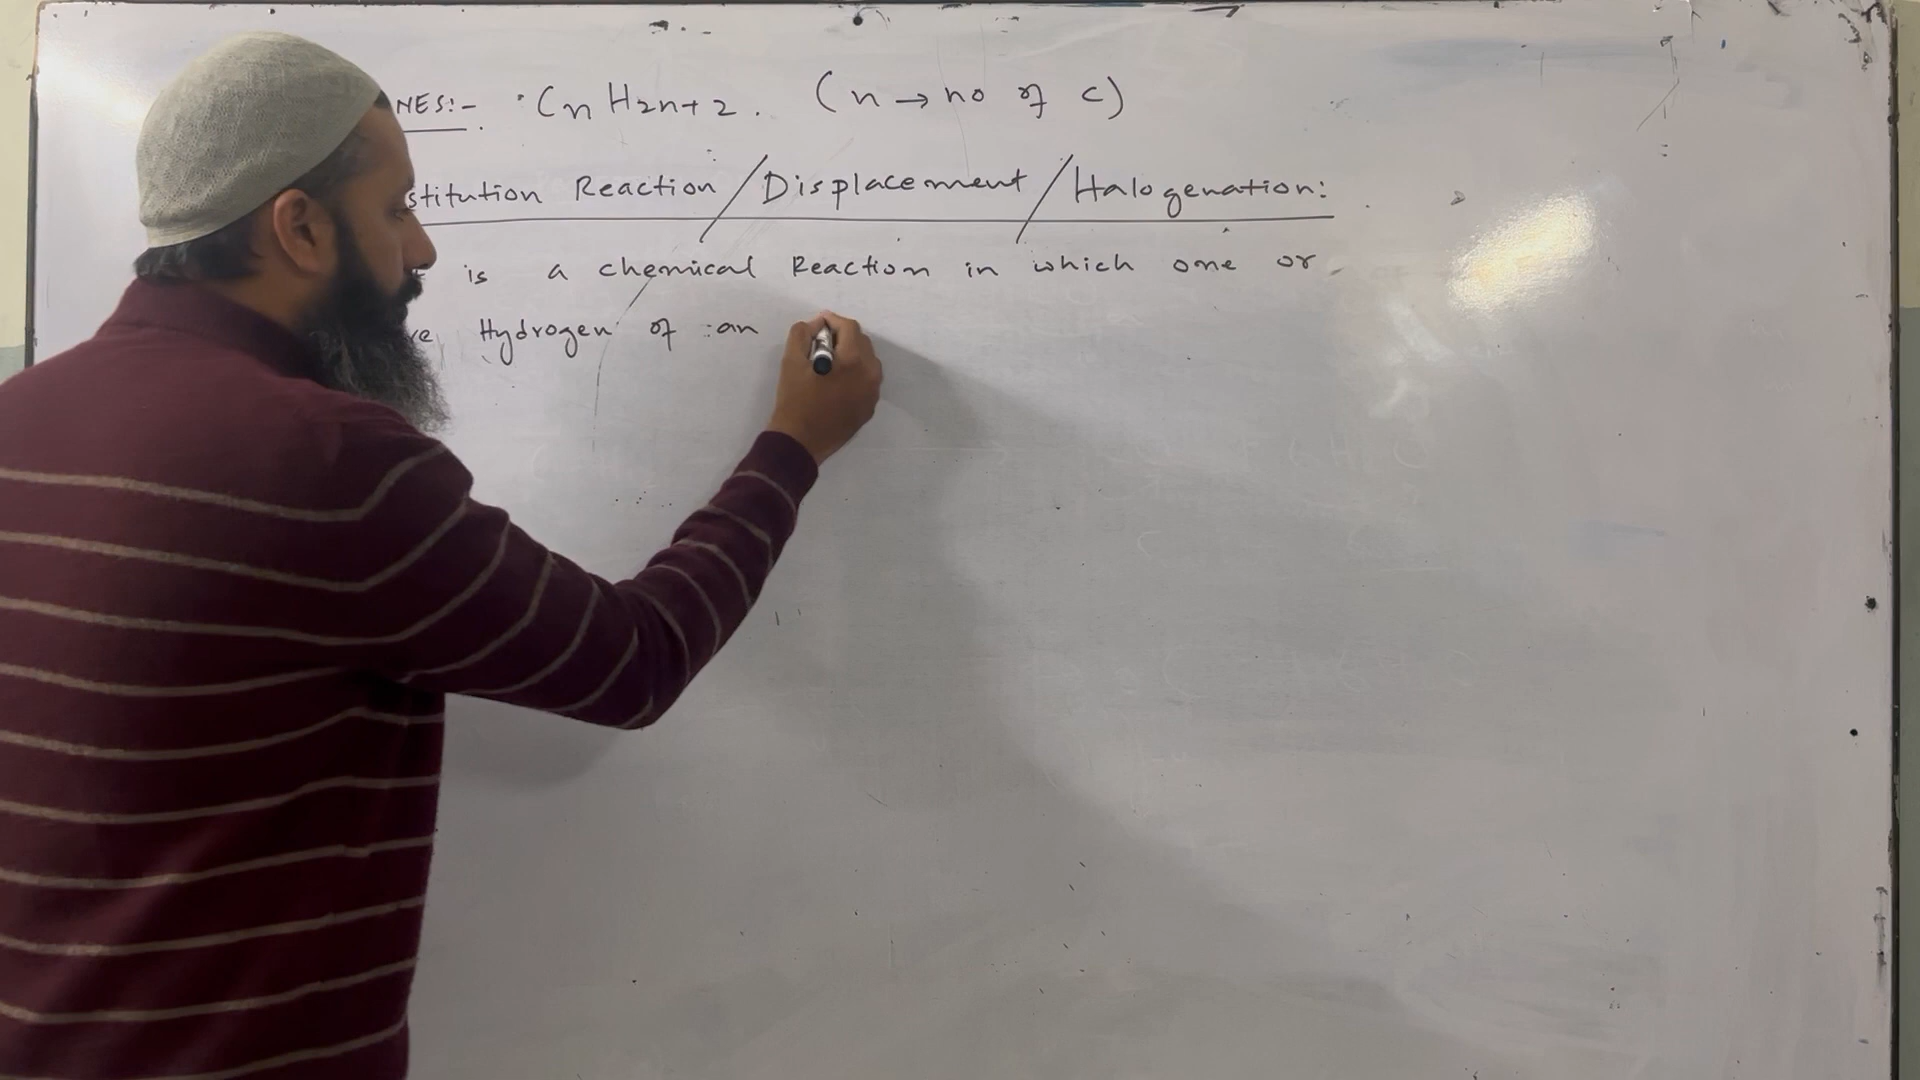 NES:- CnH2n+2. (n→no of c)
stitution Reaction / Displacement / Halogenation:
is a chemical Reaction in which one or
re Hydrogen of an